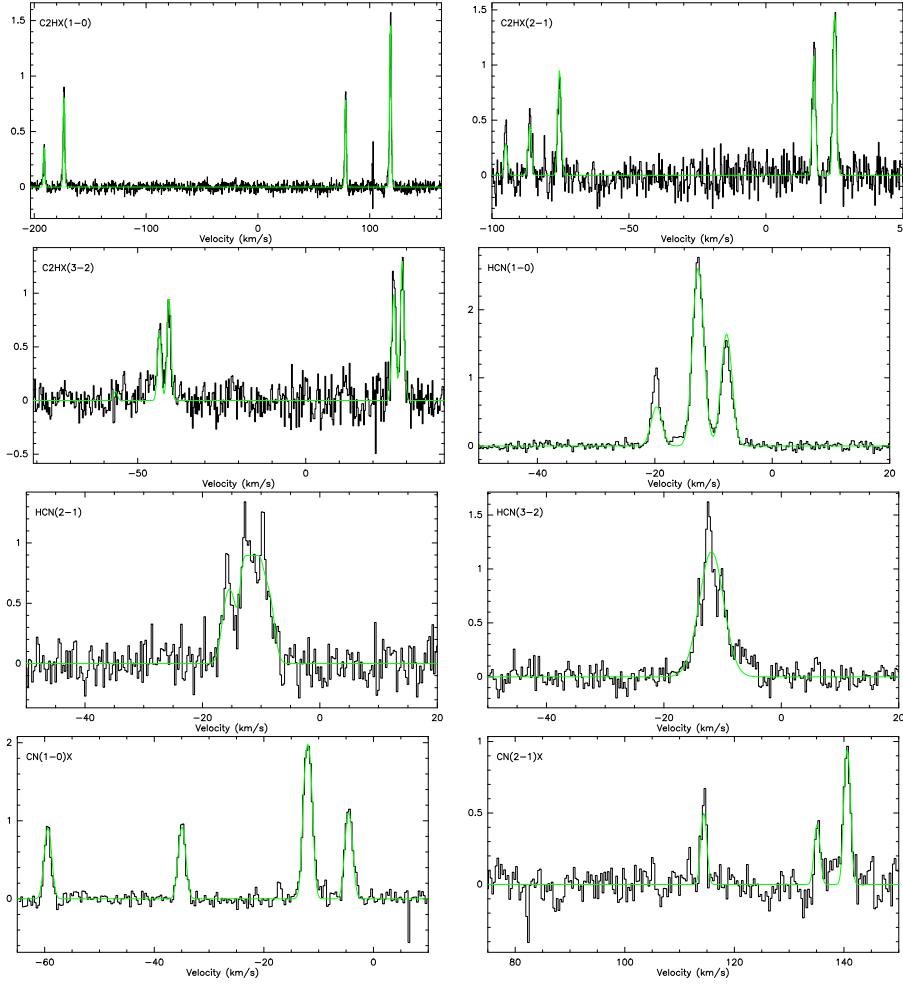 C2HX(1−0)
1.5
1
0.5
0
−200 −100 0 100
Velocity (km/s)
C2HX(2−1)
1.5
1
0.5
0
−100 −50 0 50
Velocity (km/s)
C2HX(3−2)
1
0.5
0
−0.5
−50 0
Velocity (km/s)
HCN(1−0)
2
1
0
−40 −20 0 20
Velocity (km/s)
HCN(2−1)
1
0.5
0
−40 −20 0 20
Velocity (km/s)
HCN(3−2)
1.5
1
0.5
0
−40 −20 0 20
Velocity (km/s)
CN(1−0)X
2
1
0
−60 −40 −20 0
Velocity (km/s)
CN(2−1)X
1
0.5
0
80 100 120 140
Velocity (km/s)